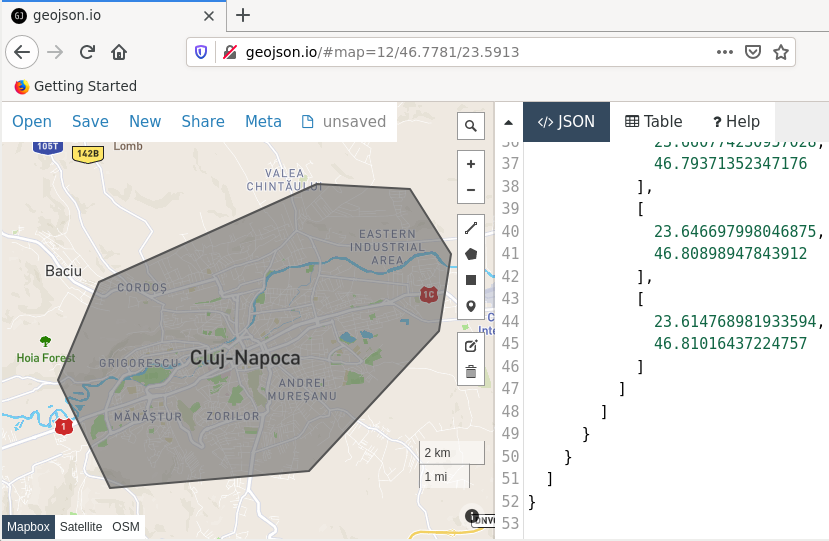 geojson.io
geojson.io/#map=12/46.7781/23.5913
Getting Started
Open Save New Share Meta unsaved
</> JSON Table ? Help
105T
142B
Lomb
VALEA
CHINTĂULUI
EASTERN
INDUSTRIAL
AREA
Baciu
CORDOȘ
1C
Hoia Forest
GRIGORESCU
Cluj-Napoca
ANDREI
MUREȘANU
MĂNĂȘTUR
ZORILOR
1
2 km
1 mi
Mapbox Satellite OSM
36
37 46.79371352347176
38 ],
39 [
40 23.646697998046875,
41 46.80898947843912
42 ],
43 [
44 23.614768981933594,
45 46.81016437224757
46 ]
47 ]
48 ]
49 }
50 }
51 ]
52 }
53